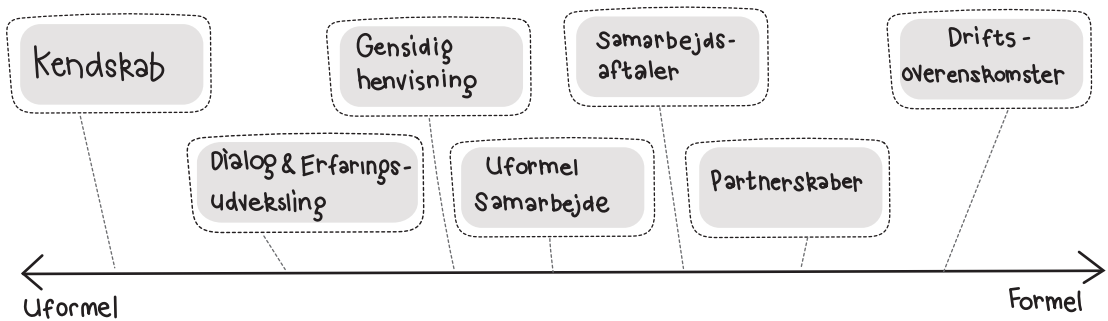 Kendskab
Dialog & Erfarings-
udveksling
Gensidig
henvisning
Uformel
Samarbejde
Samarbejds-
aftaler
Partnerskaber
Drifts-
overenskomster
Uformel
Formel